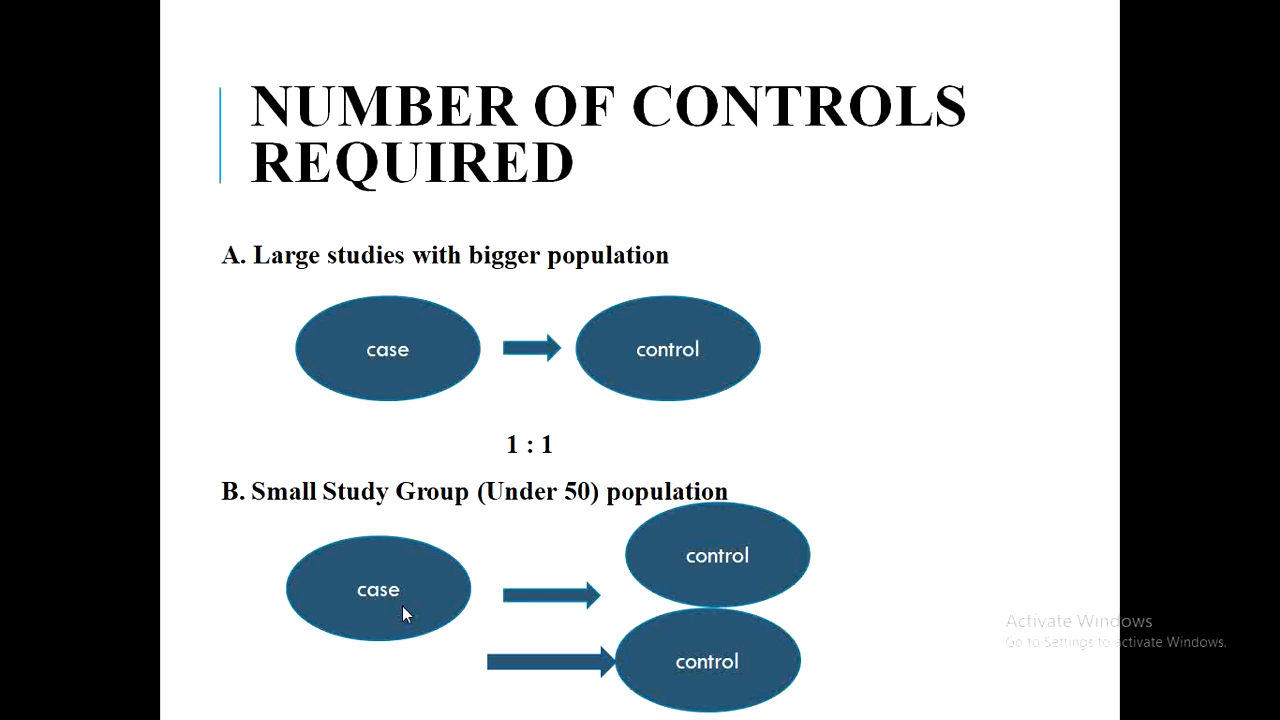 NUMBER OF CONTROLS
REQUIRED
A. Large studies with bigger population
case
control
1 : 1
B. Small Study Group (Under 50) population
control
case
control
Activate Windows
Go to Settings to activate Windows.